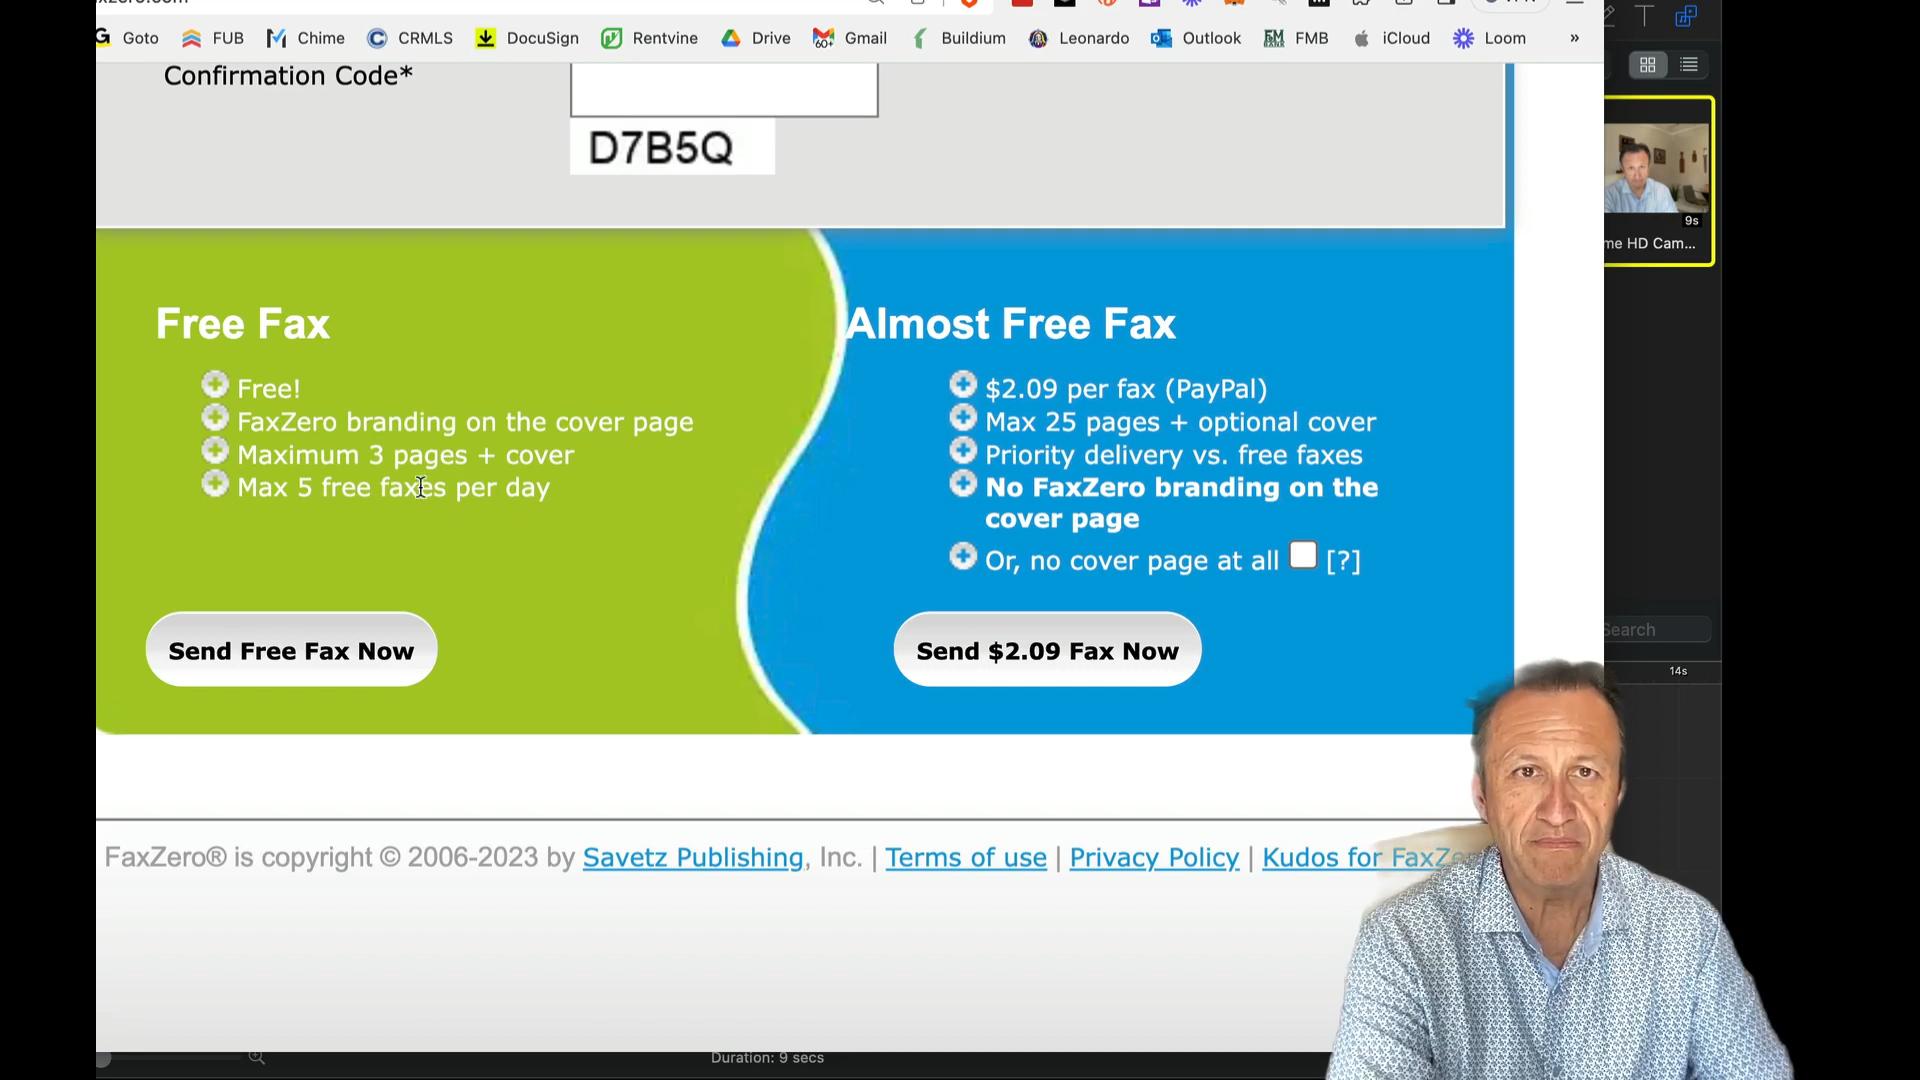 Goto FUB Chime CRMLS DocuSign Rentvine Drive Gmail Buildium Leonardo Outlook FMB iCloud Loom »
Confirmation Code*
D7B5Q
9s
me HD Cam...
Free Fax
Free!
FaxZero branding on the cover page
Maximum 3 pages + cover
Max 5 free faxes per day
Send Free Fax Now
Almost Free Fax
$2.09 per fax (PayPal)
Max 25 pages + optional cover
Priority delivery vs. free faxes
No FaxZero branding on the
cover page
Or, no cover page at all [?]
Send $2.09 Fax Now
Search
14s
FaxZero® is copyright © 2006-2023 by Savetz Publishing, Inc. | Terms of use | Privacy Policy | Kudos for FaxZe
Duration: 9 secs